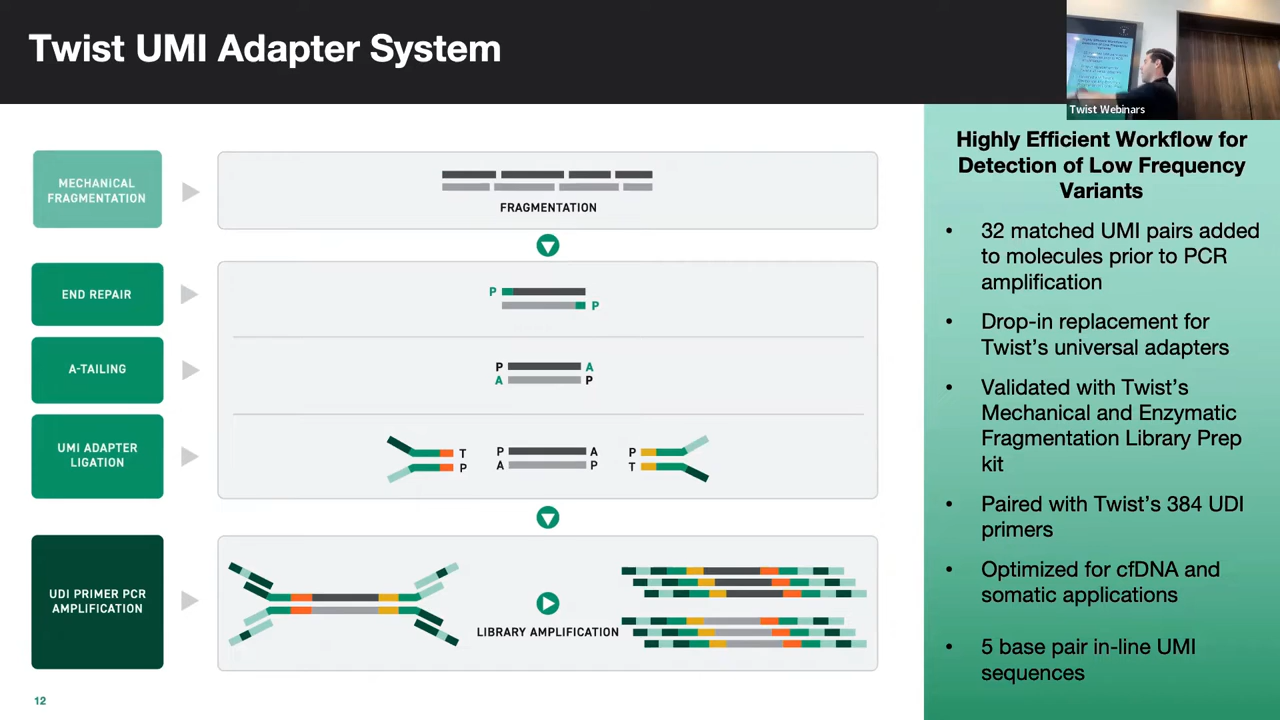 Twist UMI Adapter System
Twist Webinars
MECHANICAL
FRAGMENTATION
FRAGMENTATION
END REPAIR
P
P
A-TAILING
P A
A P
UMI ADAPTER
LIGATION
T P A P
P A P T
UDI PRIMER PCR
AMPLIFICATION
LIBRARY AMPLIFICATION
Highly Efficient Workflow for
Detection of Low Frequency
Variants
• 32 matched UMI pairs added
to molecules prior to PCR
amplification
• Drop-in replacement for
Twist’s universal adapters
• Validated with Twist’s
Mechanical and Enzymatic
Fragmentation Library Prep
kit
• Paired with Twist’s 384 UDI
primers
• Optimized for cfDNA and
somatic applications
• 5 base pair in-line UMI
sequences
12